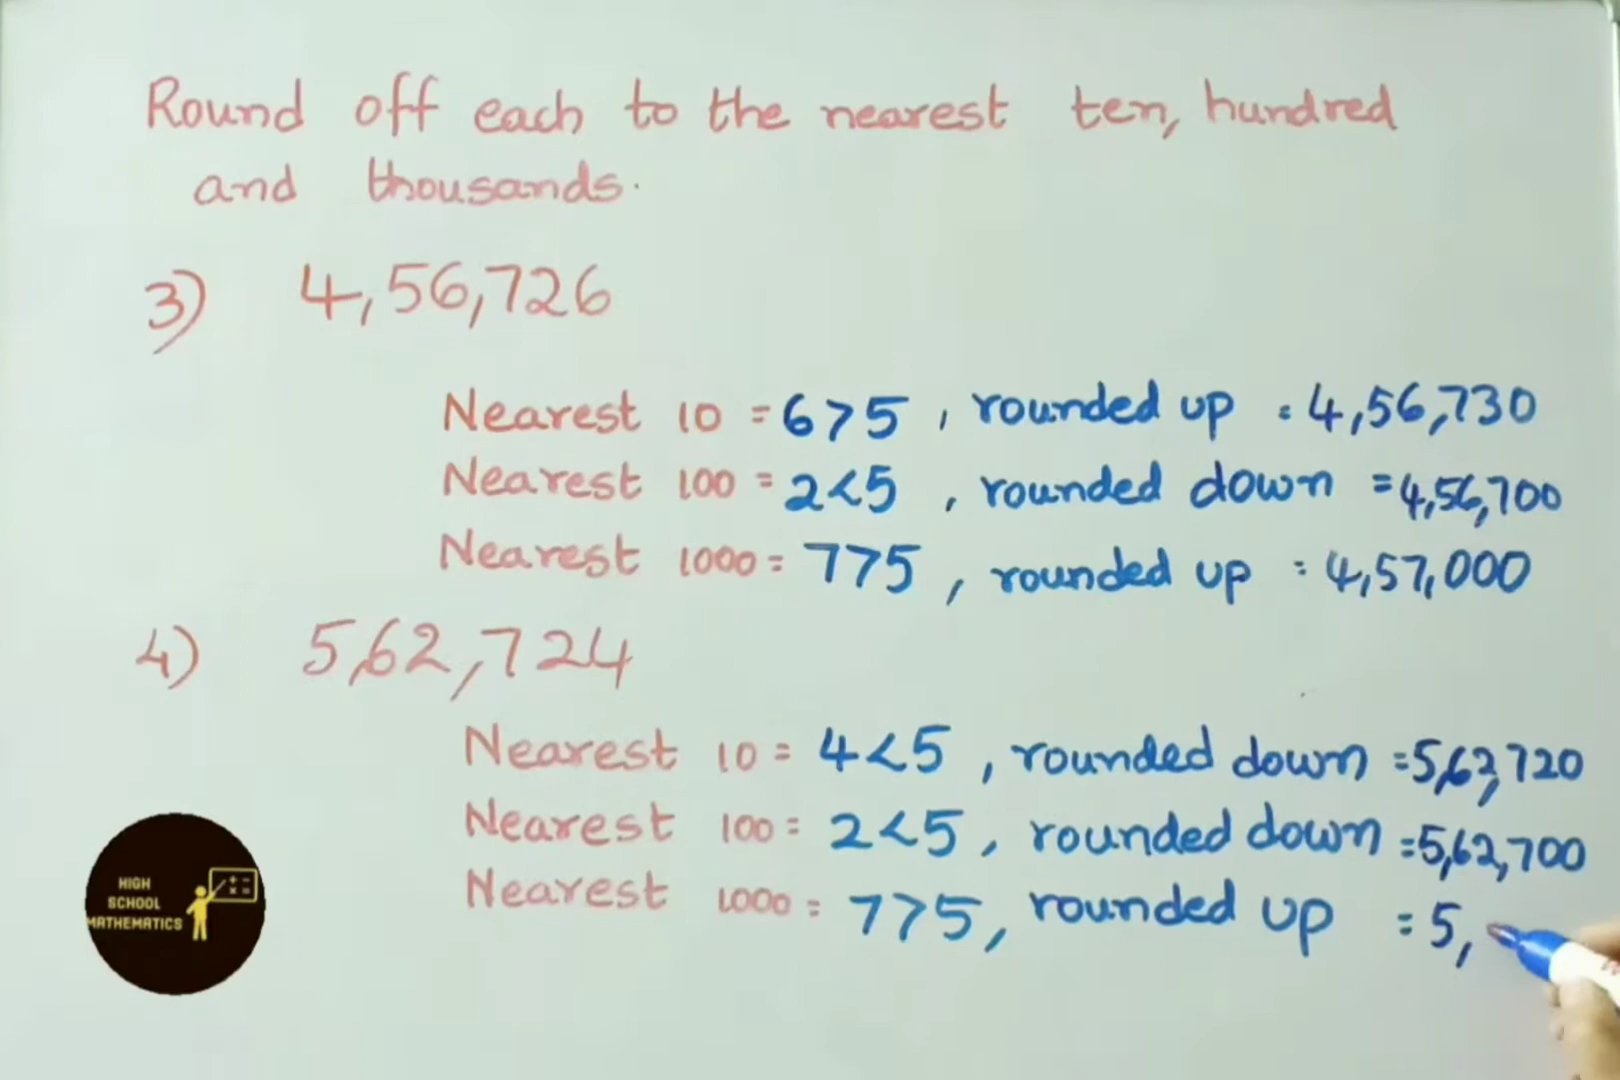 Round off each to the nearest ten, hundred
and thousands.
3) 4,56,726
Nearest 10 = 6>5, rounded up = 4,56,730
Nearest 100 = 2<5, rounded down = 4,56,700
Nearest 1000 = 7>5, rounded up = 4,57,000
4) 5,62,724
Nearest 10 = 4<5, rounded down = 5,62,720
Nearest 100 = 2<5, rounded down = 5,62,700
Nearest 1000 = 7>5, rounded up = 5,
HIGH
SCHOOL
MATHEMATICS